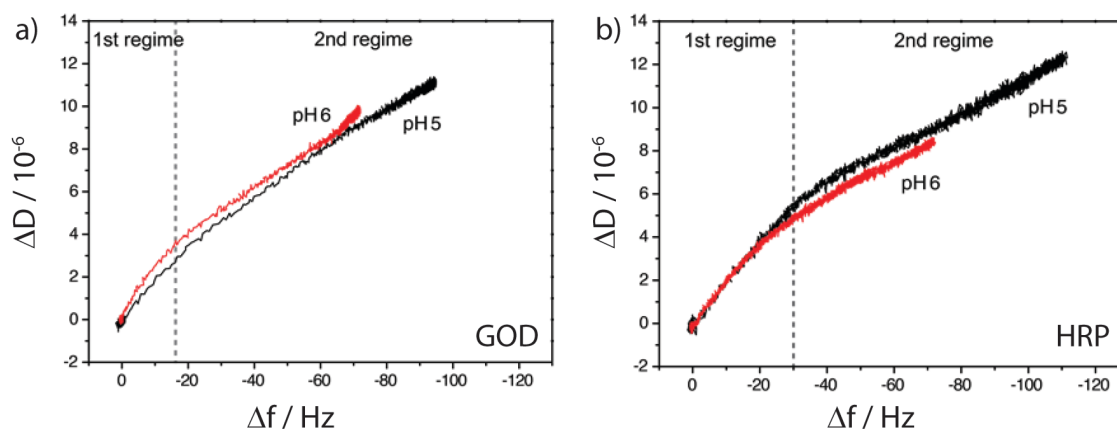 a)
1st regime
2nd regime
pH 6
pH 5
GOD
ΔD / 10⁻⁶
14
12
10
8
6
4
2
0
-2
0 -20 -40 -60 -80 -100 -120
Δf / Hz
b)
1st regime
2nd regime
pH 5
pH 6
HRP
ΔD / 10⁻⁶
14
12
10
8
6
4
2
0
-2
0 -20 -40 -60 -80 -100 -120
Δf / Hz